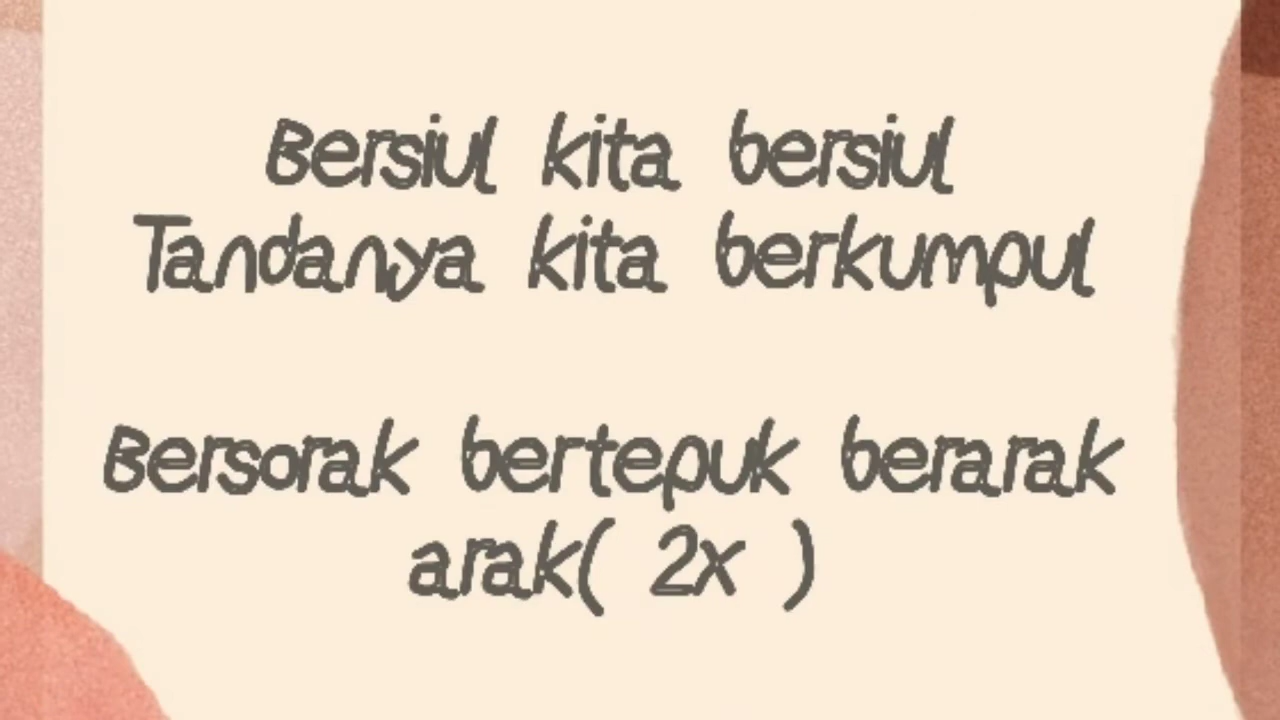 Bersiul kita bersiul
Tandanya kita berkumpul
Bersorak bertepuk berarak
arak( 2x )